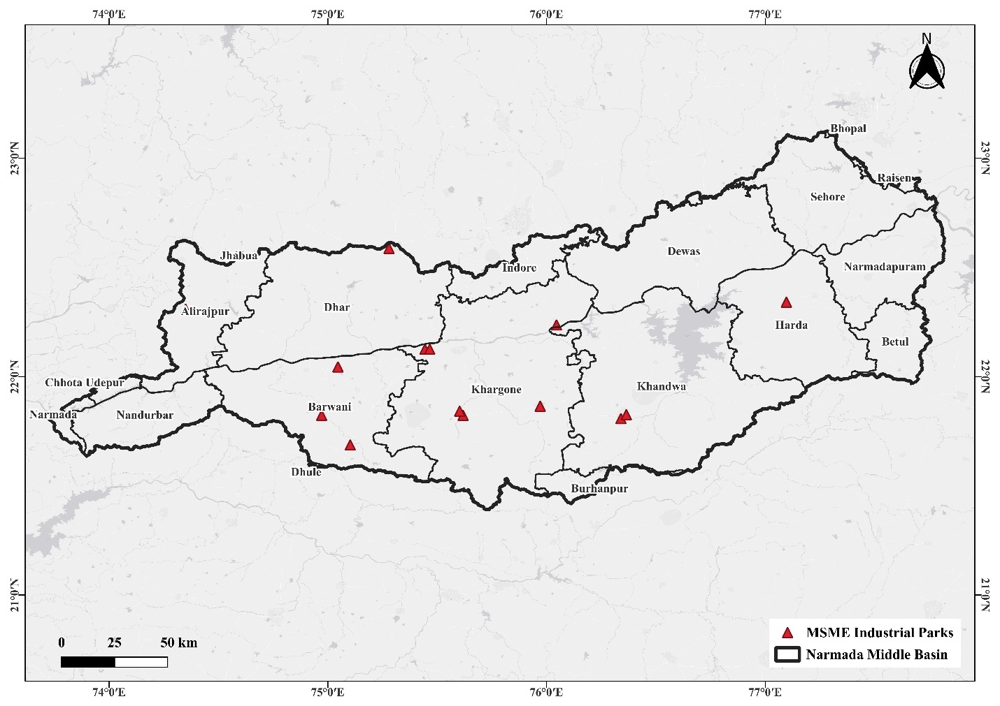 74°0'E 75°0'E 76°0'E 77°0'E
N
Bhopal
23°0'N
23°0'N
Raisen
Sehore
Jhabua
Dewas
Indore
Narmadapuram
Dhar
Alirajpur
Harda
Betul
22°0'N
22°0'N
Chhota Udepur
Khargone
Khandwa
Barwani
Narmada
Nandurbar
Dhule
Burhanpur
21°0'N
21°0'N
MSME Industrial Parks
Narmada Middle Basin
0 25 50 km
74°0'E 75°0'E 76°0'E 77°0'E